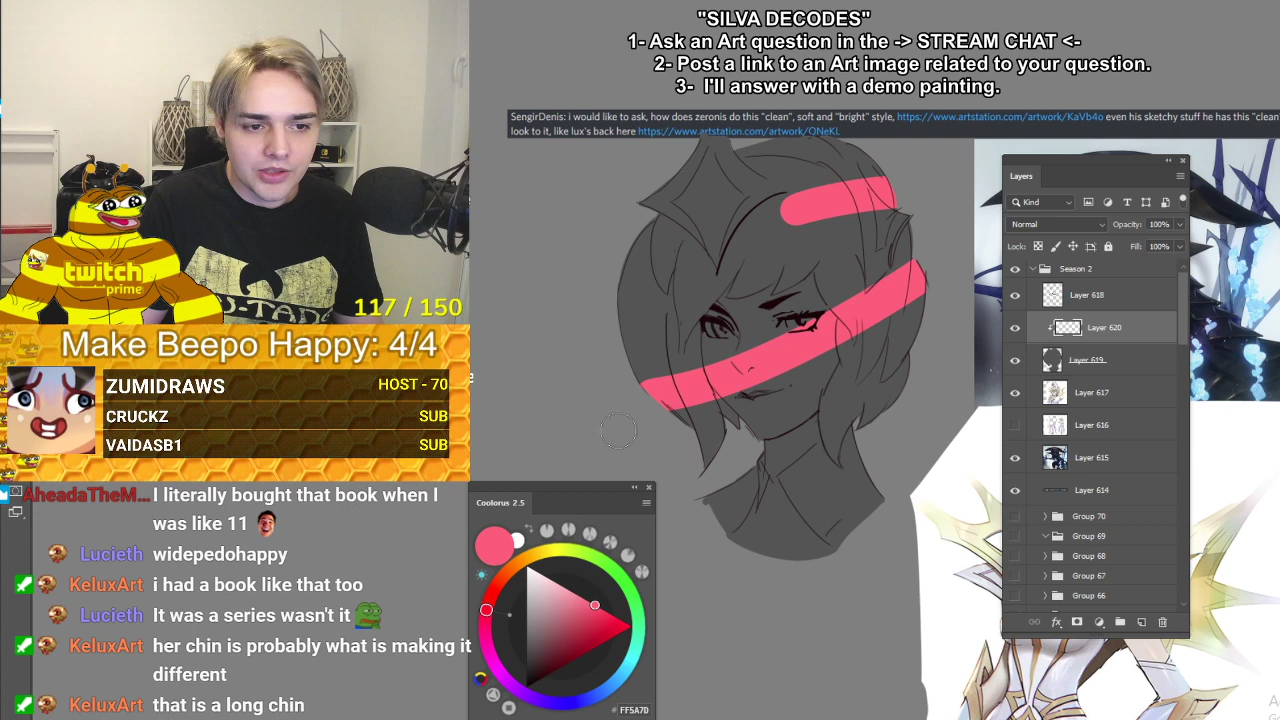 "SILVA DECODES"
1- Ask an Art question in the -> STREAM CHAT <-
2- Post a link to an Art image related to your question.
3- I'll answer with a demo painting.
SengirDenis: i would like to ask, how does zeronis do this "clean", soft and "bright" style, https://www.artstation.com/artwork/KaVb4o even his sketchy stuff he has this "clean
look to it, like lux's back here https://www.artstation.com/artwork/QNeKL
twitch
prime
117 / 150
Make Beepo Happy: 4/4
ZUMIDRAWS HOST - 70
CRUCKZ SUB
VAIDASB1 SUB
AheadaTheM... I literally bought that book when I
was like 11
Lucieth widepedohappy
KeluxArt i had a book like that too
Lucieth It was a series wasn't it
KeluxArt her chin is probably what is making it
different
KeluxArt that is a long chin
Coolorus 2.5
# FF5A7D
Layers
Kind
Normal Opacity: 100%
Lock: Fill: 100%
Season 2
Layer 618
Layer 620
Layer 619
Layer 617
Layer 616
Layer 615
Layer 614
Group 70
Group 69
Group 68
Group 67
Group 66
fx